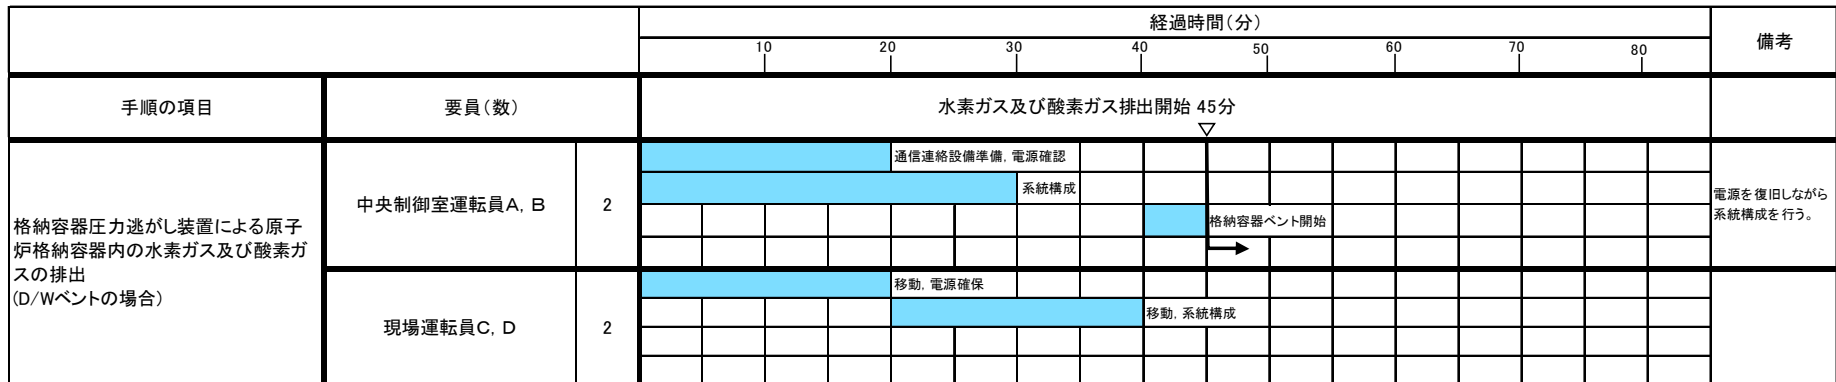 経過時間(分)
備考
10 20 30 40 50 60 70 80
手順の項目
要員(数)
水素ガス及び酸素ガス排出開始 45分
格納容器圧力逃がし装置による原子
炉格納容器内の水素ガス及び酸素ガ
スの排出
(D/Wベントの場合)
中央制御室運転員A, B
2
通信連絡設備準備, 電源確認
系統構成
格納容器ベント開始
電源を復旧しながら
系統構成を行う。
現場運転員C, D
2
移動, 電源確保
移動, 系統構成